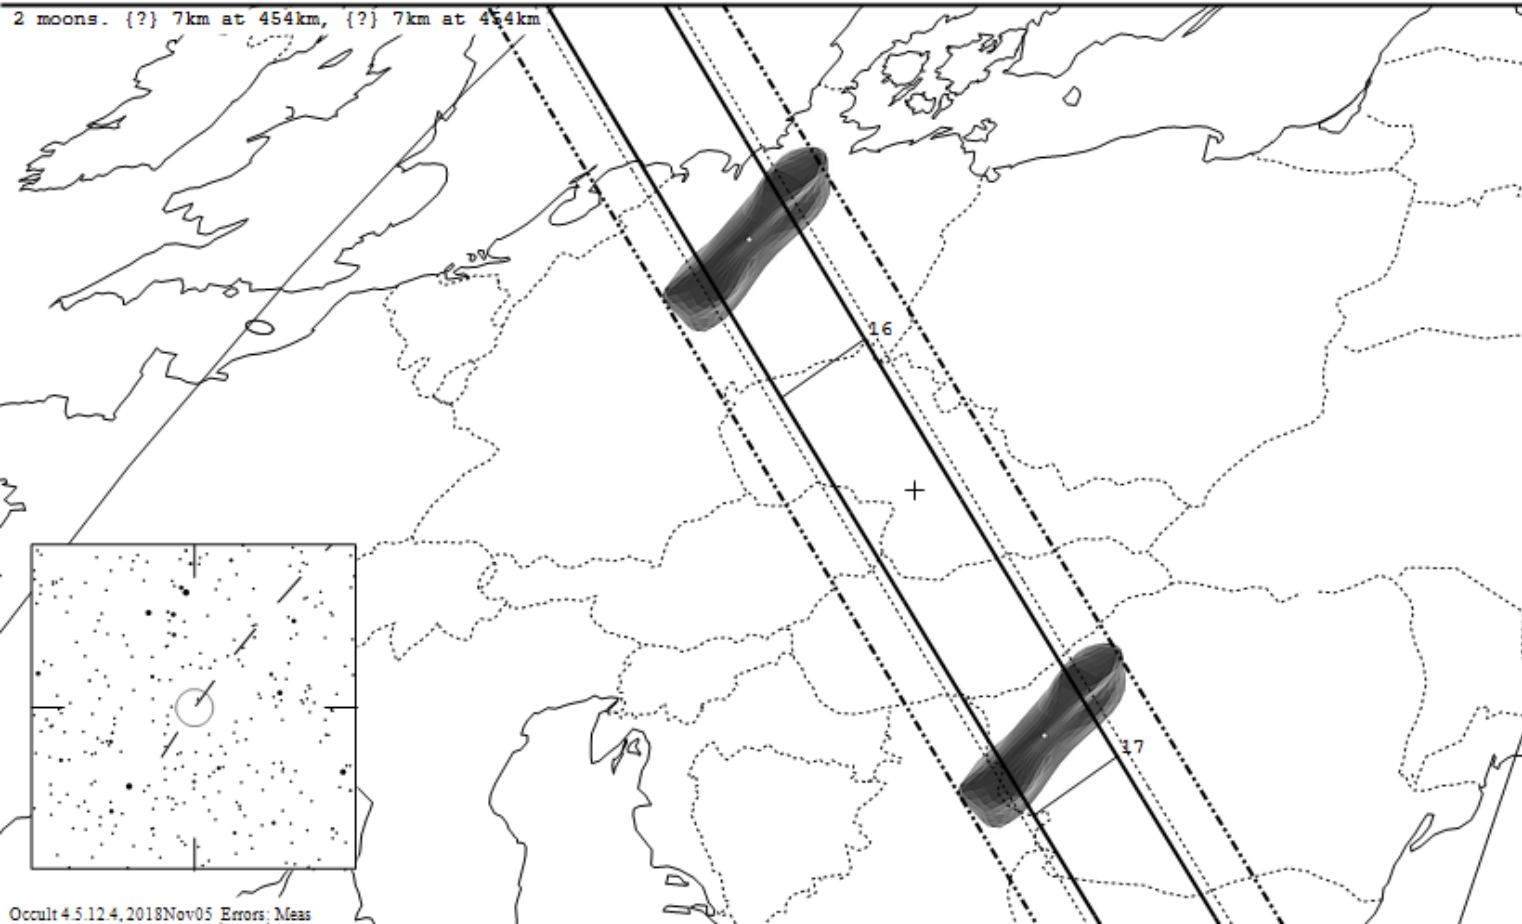 2 moons. {?} 7km at 454km, {?} 7km at 454km
16
17
Occult 4.5.12.4, 2018Nov05 Errors: Meas